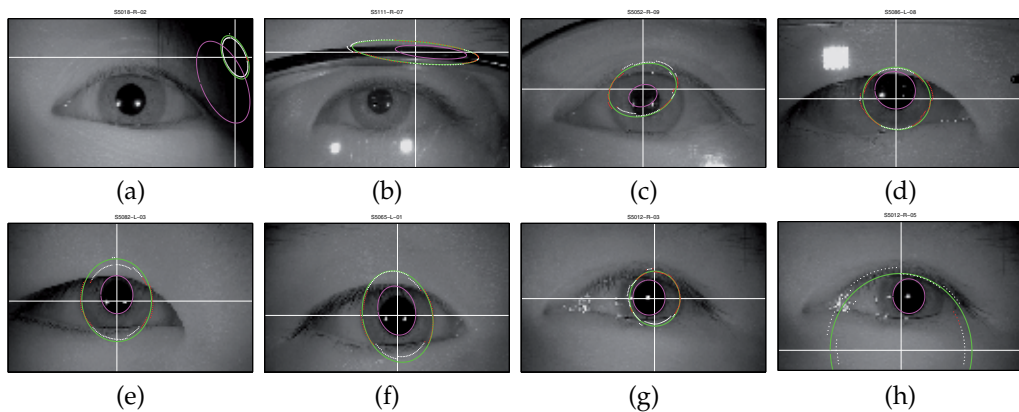 S5018-R-02
S5111-R-07
S5052-R-09
S5086-L-08
(a)
(b)
(c)
(d)
S5082-L-03
S5065-L-01
S5012-R-03
S5012-R-05
(e)
(f)
(g)
(h)